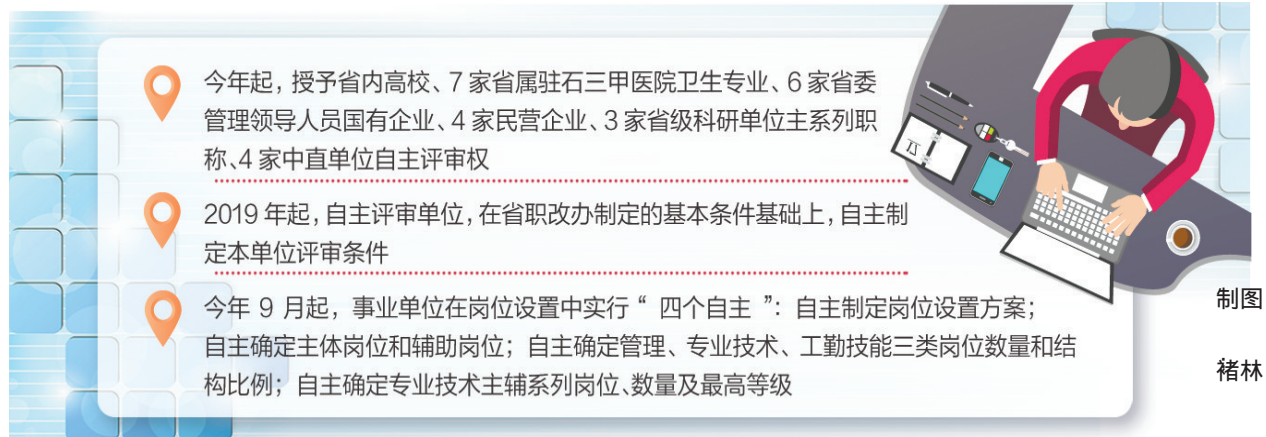 今年起，授予省内高校、7 家省属驻石三甲医院卫生专业、6 家省委
管理领导人员国有企业、4 家民营企业、3 家省级科研单位主系列职
称、4 家中直单位自主评审权
2019 年起，自主评审单位，在省职改办制定的基本条件基础上，自主制
定本单位评审条件
今年 9 月起，事业单位在岗位设置中实行“四个自主”：自主制定岗位设置方案；
自主确定主体岗位和辅助岗位；自主确定管理、专业技术、工勤技能三类岗位数量和结
构比例；自主确定专业技术主辅系列岗位、数量及最高等级
制图
褚林